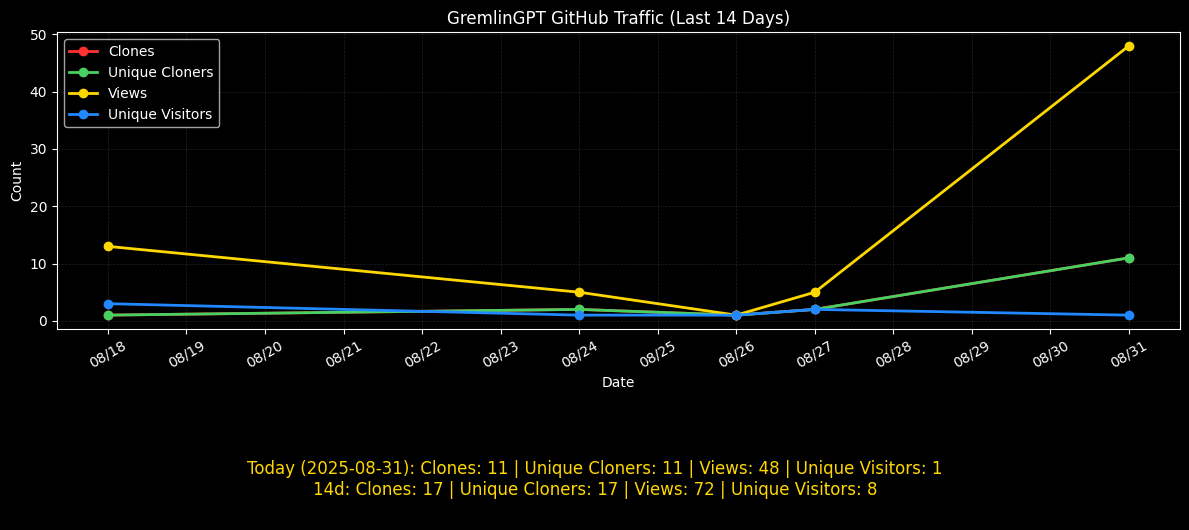 GremlinGPT GitHub Traffic (Last 14 Days)
50
40
30
20
10
0
Count
Clones
Unique Cloners
Views
Unique Visitors
08/18
08/19
08/20
08/21
08/22
08/23
08/24
08/25
08/26
08/27
08/28
08/29
08/30
08/31
Date
Today (2025-08-31): Clones: 11 | Unique Cloners: 11 | Views: 48 | Unique Visitors: 1
14d: Clones: 17 | Unique Cloners: 17 | Views: 72 | Unique Visitors: 8